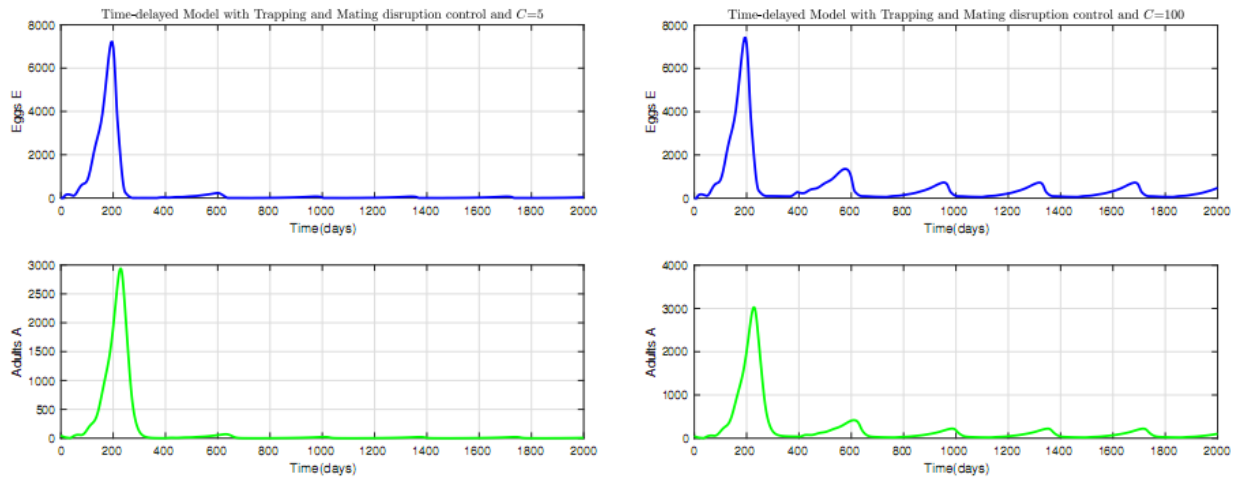 Time-delayed Model with Trapping and Mating disruption control and C=5
8000
6000
4000
2000
0
Eggs E
0 200 400 600 800 1000 1200 1400 1600 1800 2000
Time(days)
3000
2500
2000
1500
1000
500
0
Adults A
0 200 400 600 800 1000 1200 1400 1600 1800 2000
Time(days)
Time-delayed Model with Trapping and Mating disruption control and C=100
8000
6000
4000
2000
0
Eggs E
0 200 400 600 800 1000 1200 1400 1600 1800 2000
Time(days)
4000
3000
2000
1000
0
Adults A
0 200 400 600 800 1000 1200 1400 1600 1800 2000
Time(days)